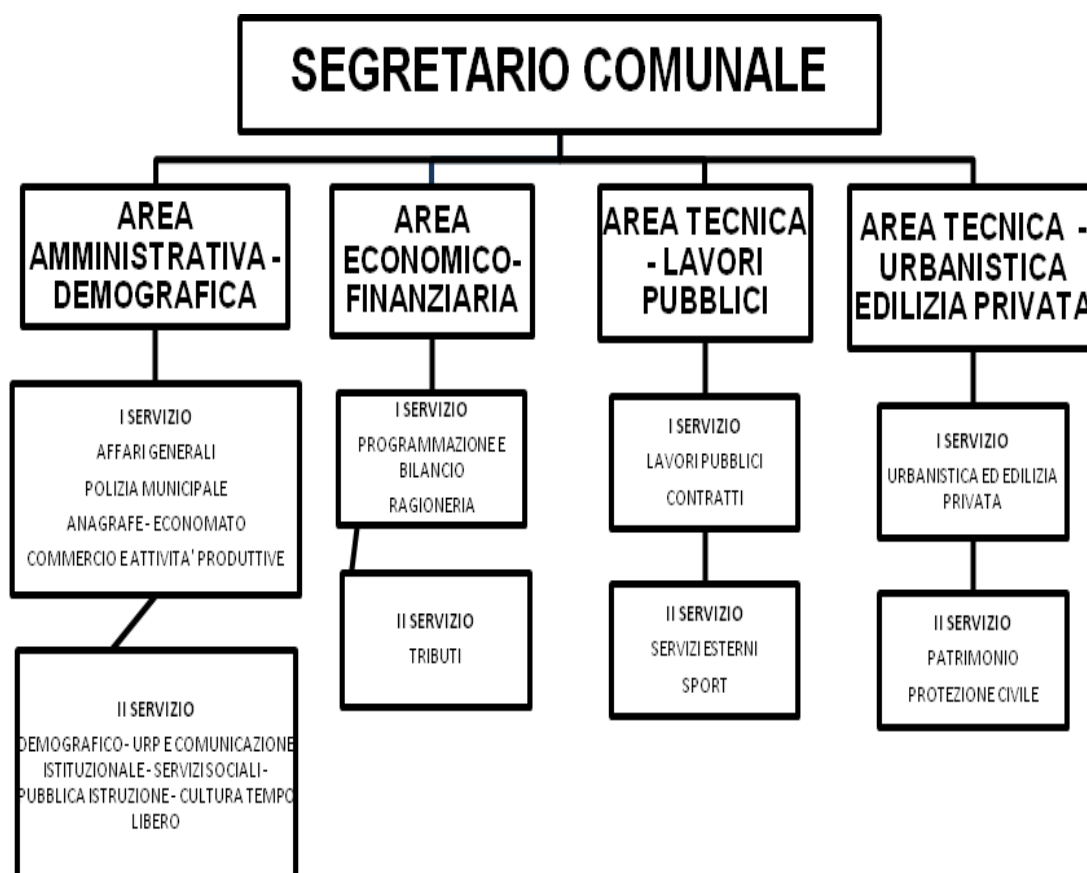 SEGRETARIO COMUNALE
AREA
AMMINISTRATIVA -
DEMOGRAFICA
AREA
ECONOMICO-
FINANZIARIA
AREA TECNICA
- LAVORI
PUBBLICI
AREA TECNICA -
URBANISTICA
EDILIZIA PRIVATA
I SERVIZIO
AFFARI GENERALI
POLIZIA MUNICIPALE
ANAGRAFE - ECONOMATO
COMMERCIO E ATTIVITA' PRODUTTIVE
I SERVIZIO
PROGRAMMAZIONE E
BILANCIO
RAGIONERIA
I SERVIZIO
LAVORI PUBBLICI
CONTRATTI
I SERVIZIO
URBANISTICA ED EDILIZIA
PRIVATA
II SERVIZIO
DEMOGRAFICO - URP E COMUNICAZIONE
ISTITUZIONALE - SERVIZI SOCIALI -
PUBBLICA ISTRUZIONE - CULTURA TEMPO
LIBERO
II SERVIZIO
TRIBUTI
II SERVIZIO
SERVIZI ESTERNI
SPORT
II SERVIZIO
PATRIMONIO
PROTEZIONE CIVILE